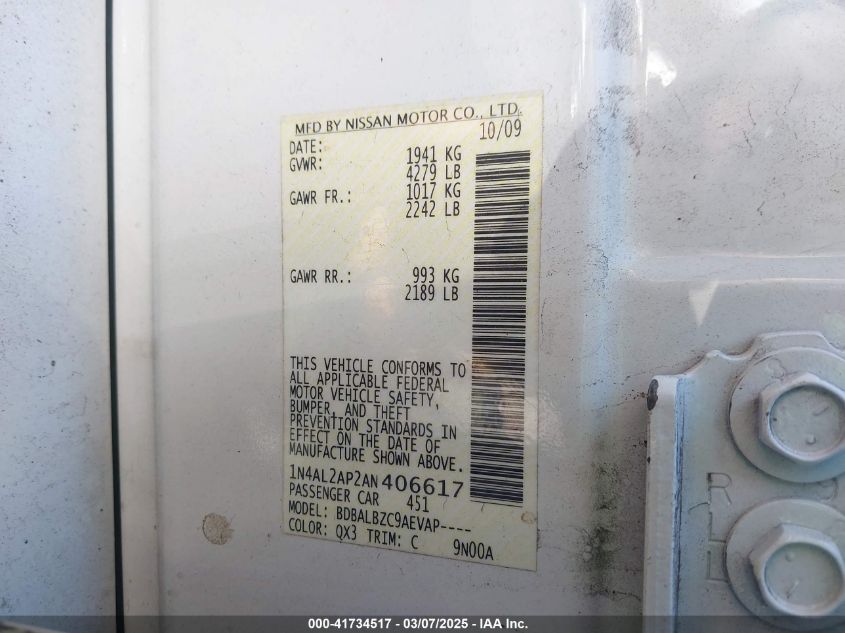 MFD BY NISSAN MOTOR CO., LTD.
DATE: 10/09
GVWR: 1941 KG
4279 LB
GAWR FR.: 1017 KG
2242 LB
GAWR RR.: 993 KG
2189 LB
THIS VEHICLE CONFORMS TO
ALL APPLICABLE FEDERAL
MOTOR VEHICLE SAFETY,
BUMPER, AND THEFT
PREVENTION STANDARDS IN
EFFECT ON THE DATE OF
MANUFACTURE SHOWN ABOVE.
1N4AL2AP2AN406617
PASSENGER CAR 451
MODEL: BDBALBZC9AEVAP----
COLOR: QX3 TRIM: C 9N00A
R
L
000-41734517 — 03/07/2025 — IAA Inc.